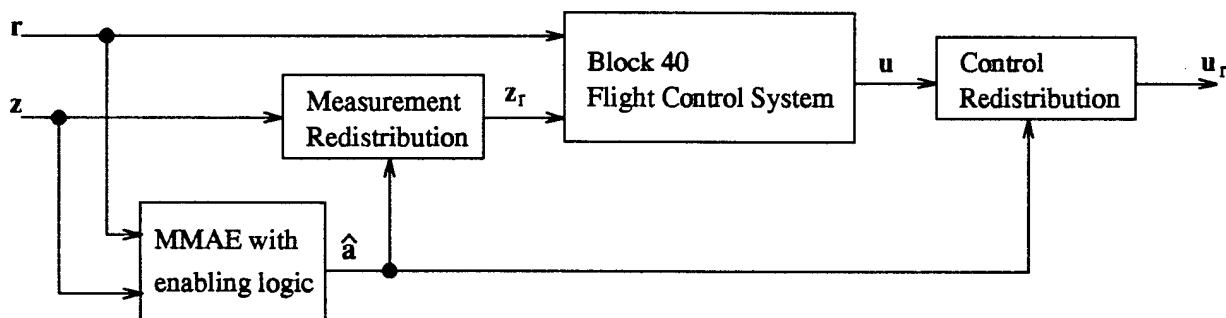 r
z
Measurement
Redistribution
z_r
Block 40
Flight Control System
u
Control
Redistribution
u_r
MMAE with
enabling logic
â